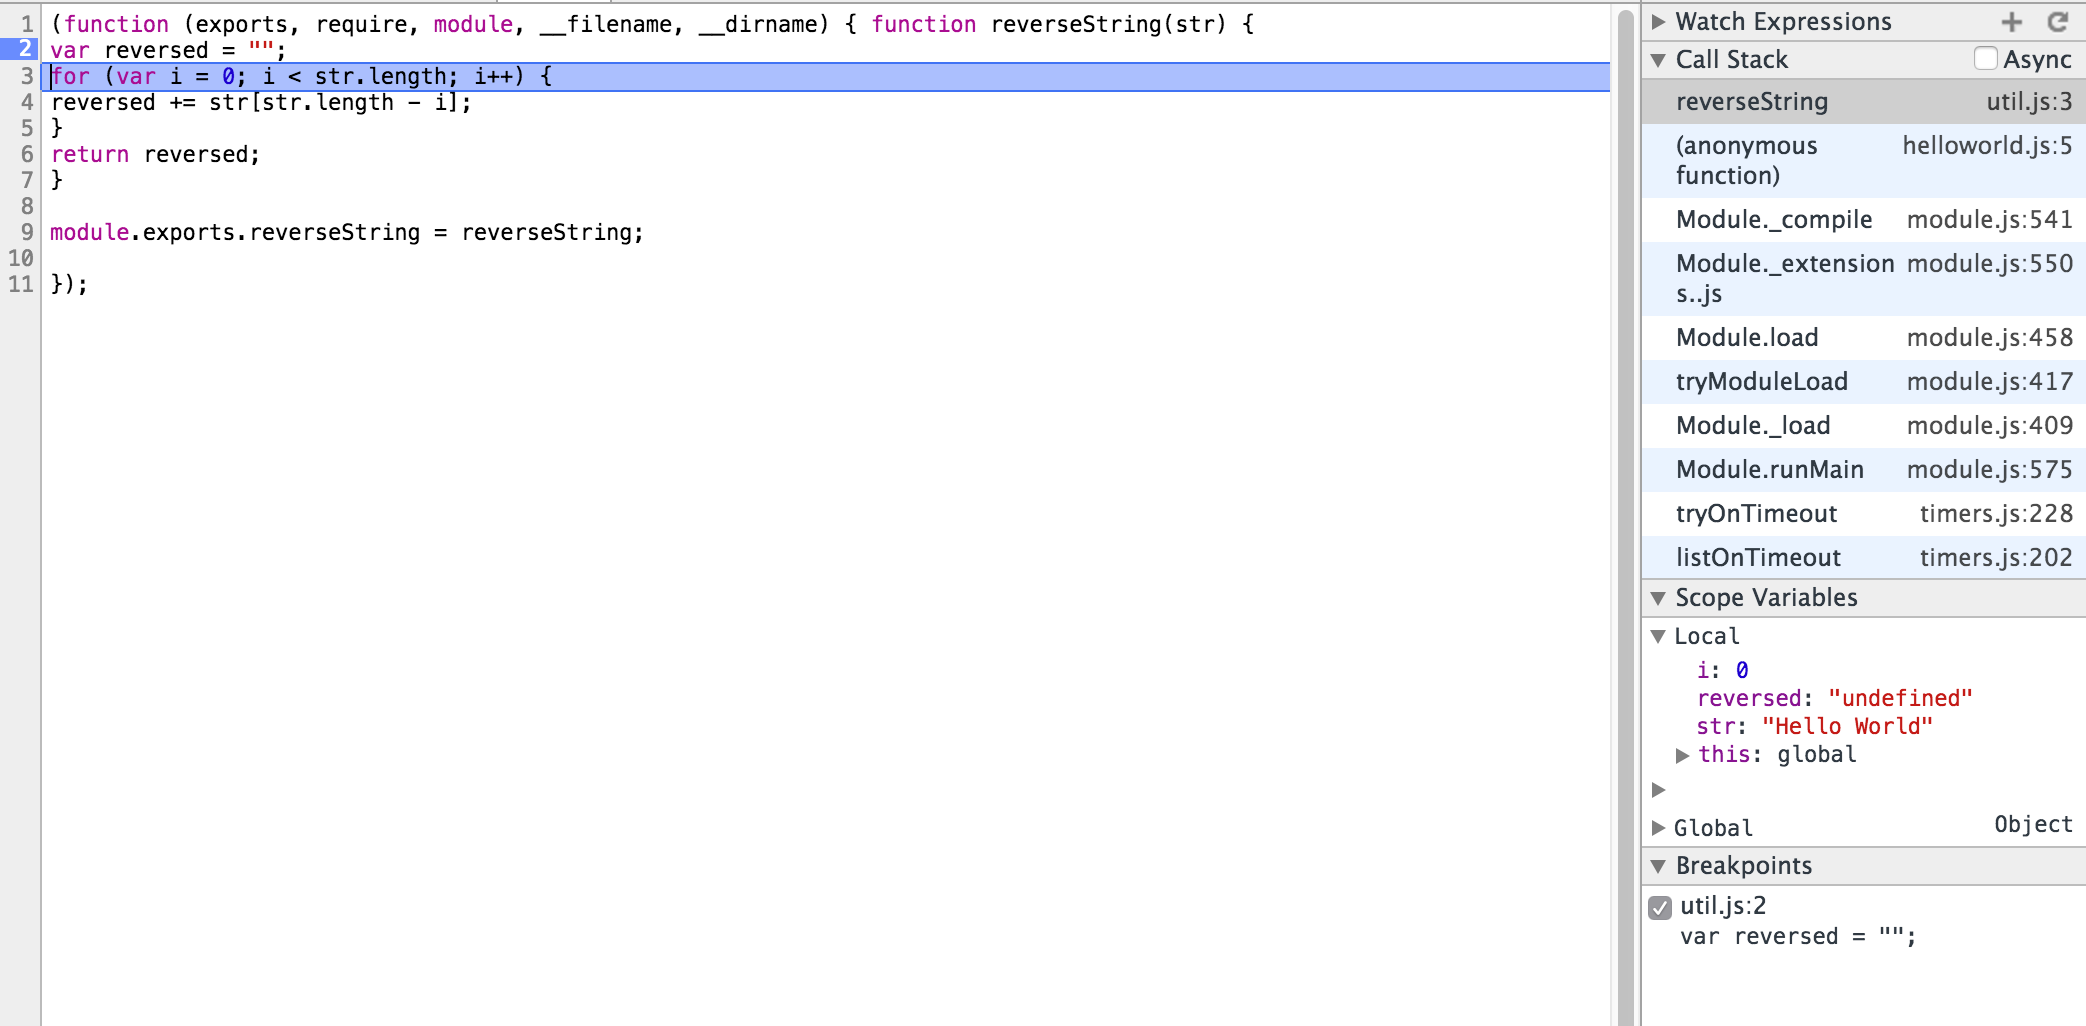 1 (function (exports, require, module, __filename, __dirname) { function reverseString(str) {
2 var reversed = "";
3 for (var i = 0; i < str.length; i++) {
4 reversed += str[str.length - i];
5 }
6 return reversed;
7 }
8
9 module.exports.reverseString = reverseString;
10
11 });
Watch Expressions
Call Stack Async
reverseString util.js:3
(anonymous helloworld.js:5
function)
Module._compile module.js:541
Module._extension module.js:550
s..js
Module.load module.js:458
tryModuleLoad module.js:417
Module._load module.js:409
Module.runMain module.js:575
tryOnTimeout timers.js:228
listOnTimeout timers.js:202
Scope Variables
Local
i: 0
reversed: "undefined"
str: "Hello World"
this: global
Global Object
Breakpoints
util.js:2
var reversed = "";